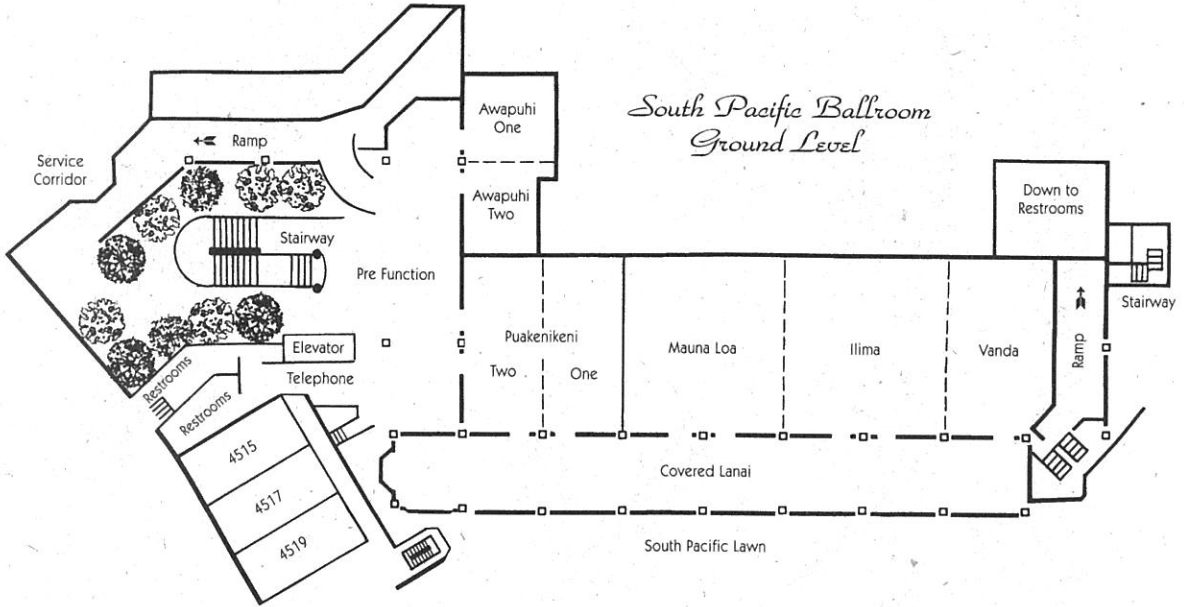 South Pacific Ballroom
Ground Level
Awapuhi
One
Ramp
Service
Corridor
Awapuhi
Two
Down to
Restrooms
Stairway
Pre Function
Stairway
Puakenikeni
Two
One
Mauna Loa
Ilima
Vanda
Ramp
Elevator
Telephone
Restrooms
Restrooms
4515
4517
4519
Covered Lanai
South Pacific Lawn